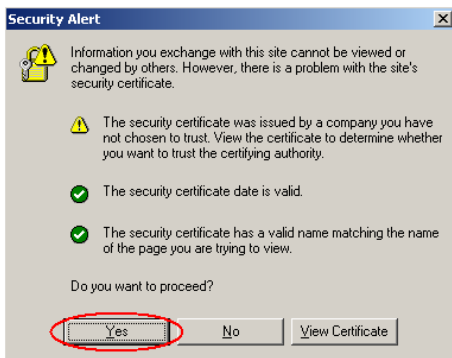 Security Alert
Information you exchange with this site cannot be viewed or
changed by others. However, there is a problem with the site's
security certificate.
The security certificate was issued by a company you have
not chosen to trust. View the certificate to determine whether
you want to trust the certifying authority.
The security certificate date is valid.
The security certificate has a valid name matching the name
of the page you are trying to view.
Do you want to proceed?
Yes No View Certificate